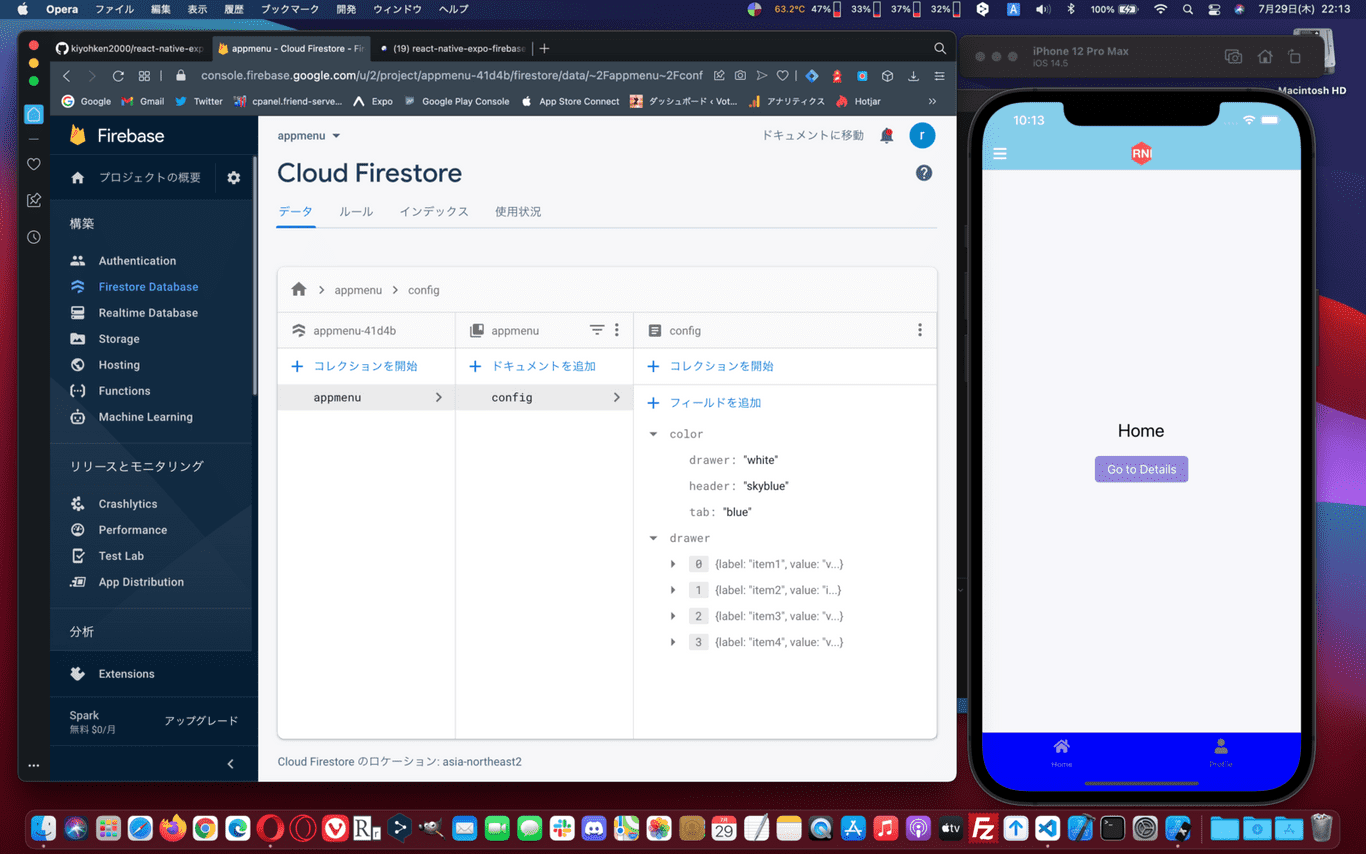 Opera ファイル 編集 表示 履歴 ブックマーク 開発 ウィンドウ ヘルプ 63.2°C 47% 33% 37% 32% A 100% 7月29日(木) 22:13
kiyohken2000/react-native-exp
appmenu - Cloud Firestore - Fi
(19) react-native-expo-firebase
console.firebase.google.com/u/2/project/appmenu-41d4b/firestore/data/~2Fappmenu~2Fconf
Google Gmail Twitter cpanel.friend-serve... Expo Google Play Console App Store Connect ダッシュボード ‹ Vot... アナリティクス Hotjar »
Firebase
プロジェクトの概要
構築
Authentication
Firestore Database
Realtime Database
Storage
Hosting
Functions
Machine Learning
リリースとモニタリング
Crashlytics
Performance
Test Lab
App Distribution
分析
Extensions
Spark
無料 $0/月
アップグレード
appmenu
ドキュメントに移動
r
Cloud Firestore
データ ルール インデックス 使用状況
appmenu config
appmenu-41d4b appmenu config
コレクションを開始 ドキュメントを追加 コレクションを開始
appmenu config
フィールドを追加
color
drawer: "white"
header: "skyblue"
tab: "blue"
drawer
0 {label: "item1", value: "v...}
1 {label: "item2", value: "i...}
2 {label: "item3", value: "v...}
3 {label: "item4", value: "v...}
Cloud Firestore のロケーション: asia-northeast2
iPhone 12 Pro Max
iOS 14.5
Macintosh HD
10:13
RNI
Home
Go to Details
Home Profile
7月
29
tv